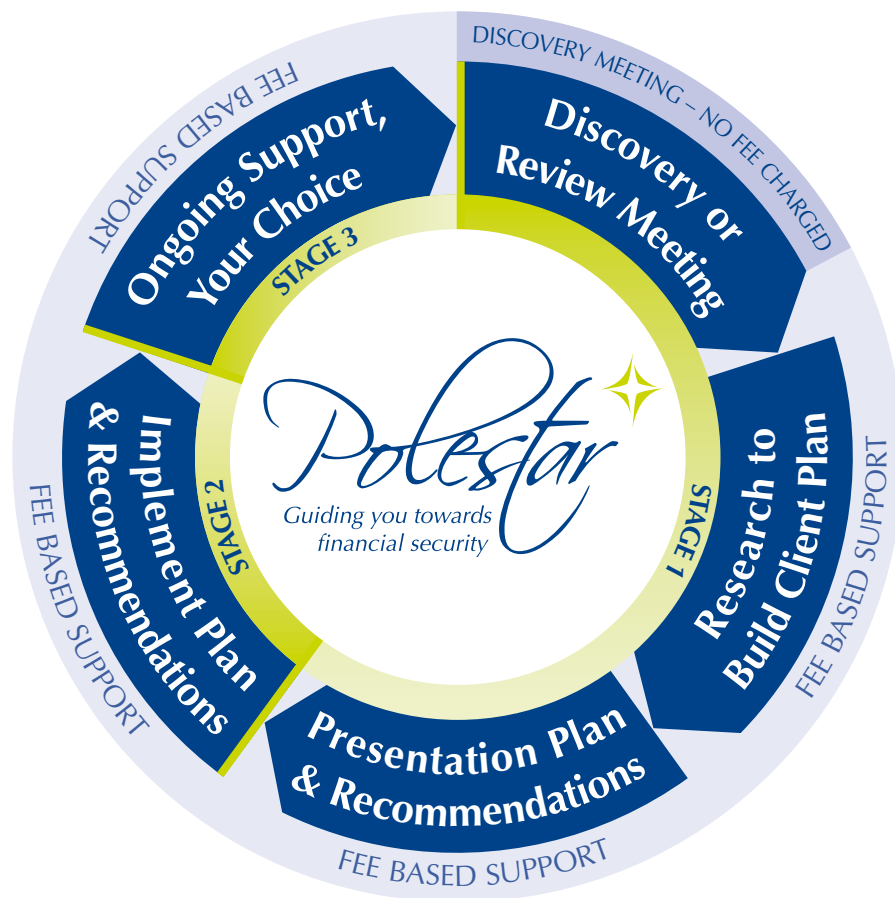 DISCOVERY MEETING – NO FEE CHARGED
Discovery or
Review Meeting
FEE BASED SUPPORT
Research to
Build Client Plan
STAGE 1
FEE BASED SUPPORT
Presentation Plan
& Recommendations
FEE BASED SUPPORT
Implement Plan
& Recommendations
STAGE 2
FEE BASED SUPPORT
Ongoing Support,
Your Choice
STAGE 3
Polestar
Guiding you towards
financial security